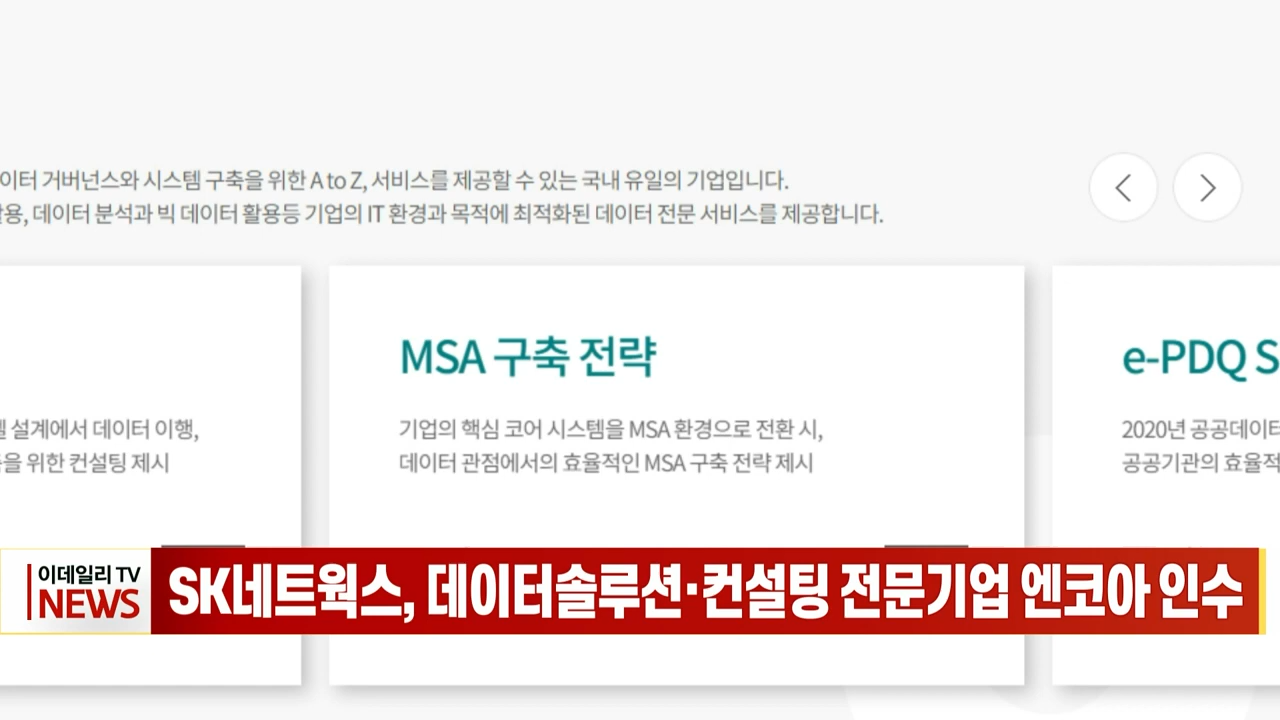 이터 거버넌스와 시스템 구축을 위한 A to Z, 서비스를 제공할 수 있는 국내 유일의 기업입니다.
활용, 데이터 분석과 빅 데이터 활용등 기업의 IT 환경과 목적에 최적화된 데이터 전문 서비스를 제공합니다.
MSA 구축 전략
e-PDQ S
설계에서 데이터 이행,
을 위한 컨설팅 제시
기업의 핵심 코어 시스템을 MSA 환경으로 전환 시,
데이터 관점에서의 효율적인 MSA 구축 전략 제시
2020년 공공데이터
공공기관의 효율적
이데일리 TV
NEWS
SK네트웍스, 데이터솔루션·컨설팅 전문기업 엔코아 인수